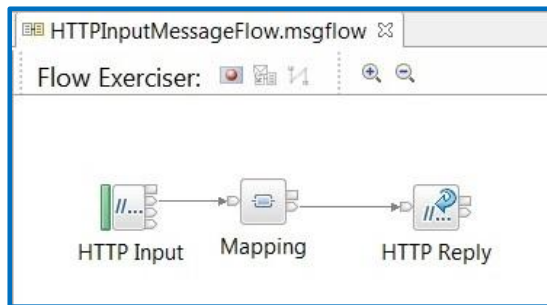 HTTPInputMessageFlow.msgflow
Flow Exerciser:
//...
//...
HTTP Input
Mapping
HTTP Reply